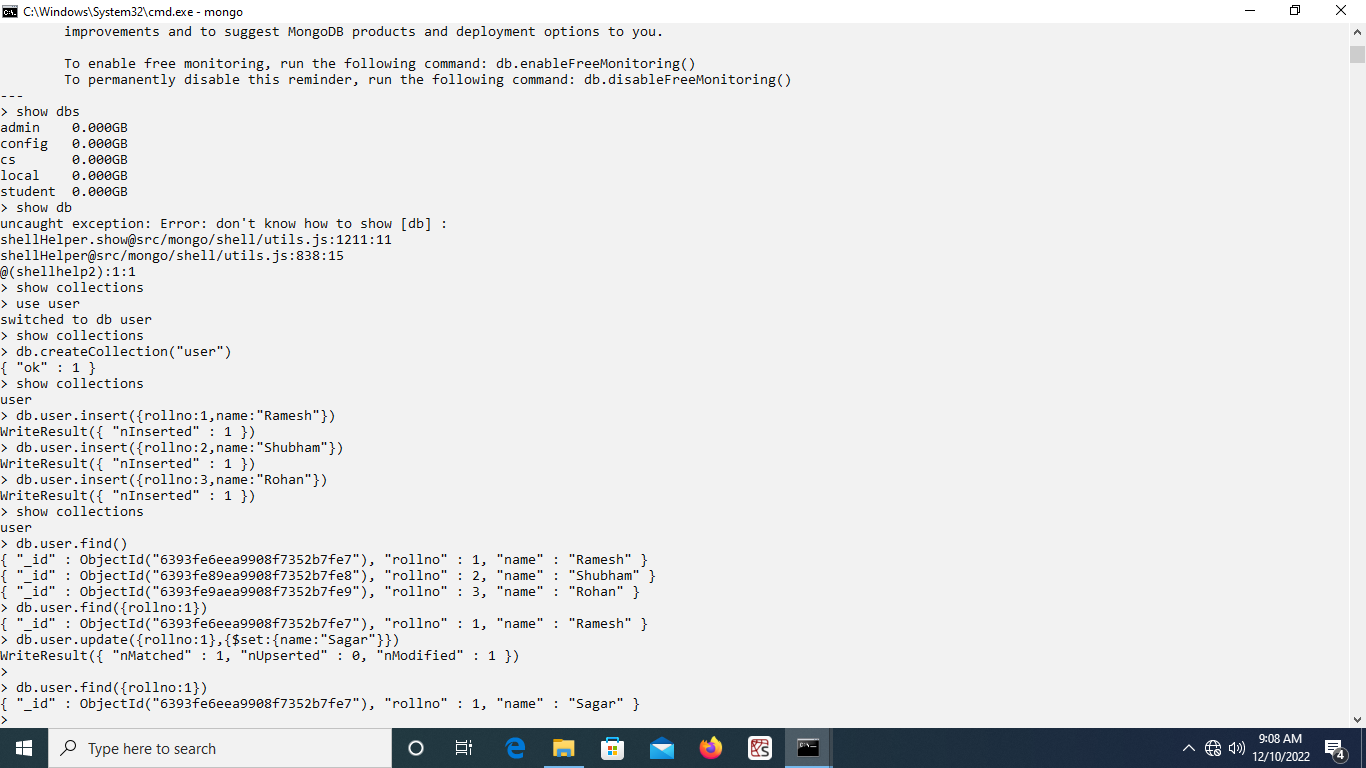 C:\Windows\System32\cmd.exe - mongo
improvements and to suggest MongoDB products and deployment options to you.
To enable free monitoring, run the following command: db.enableFreeMonitoring()
To permanently disable this reminder, run the following command: db.disableFreeMonitoring()
---
> show dbs
admin    0.000GB
config   0.000GB
cs       0.000GB
local    0.000GB
student  0.000GB
> show db
uncaught exception: Error: don't know how to show [db] :
shellHelper.show@src/mongo/shell/utils.js:1211:11
shellHelper@src/mongo/shell/utils.js:838:15
@(shellhelp2):1:1
> show collections
> use user
switched to db user
> show collections
> db.createCollection("user")
{ "ok" : 1 }
> show collections
user
> db.user.insert({rollno:1,name:"Ramesh"})
WriteResult({ "nInserted" : 1 })
> db.user.insert({rollno:2,name:"Shubham"})
WriteResult({ "nInserted" : 1 })
> db.user.insert({rollno:3,name:"Rohan"})
WriteResult({ "nInserted" : 1 })
> show collections
user
> db.user.find()
{ "_id" : ObjectId("6393fe6eea9908f7352b7fe7"), "rollno" : 1, "name" : "Ramesh" }
{ "_id" : ObjectId("6393fe89ea9908f7352b7fe8"), "rollno" : 2, "name" : "Shubham" }
{ "_id" : ObjectId("6393fe9aea9908f7352b7fe9"), "rollno" : 3, "name" : "Rohan" }
> db.user.find({rollno:1})
{ "_id" : ObjectId("6393fe6eea9908f7352b7fe7"), "rollno" : 1, "name" : "Ramesh" }
> db.user.update({rollno:1},{$set:{name:"Sagar"}})
WriteResult({ "nMatched" : 1, "nUpserted" : 0, "nModified" : 1 })
>
> db.user.find({rollno:1})
{ "_id" : ObjectId("6393fe6eea9908f7352b7fe7"), "rollno" : 1, "name" : "Sagar" }
>
Type here to search
9:08 AM
12/10/2022
4